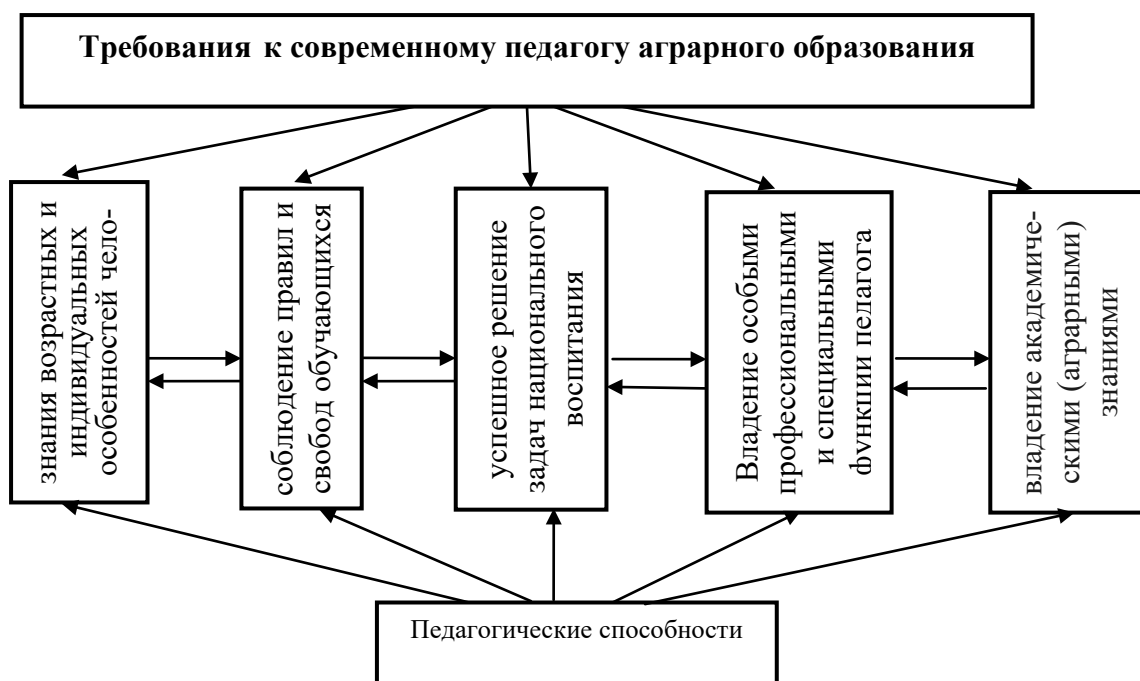 Требования к современному педагогу аграрного образования
знания возрастных и
индивидуальных
особенностей чело-
соблюдение правил и
свобод обучающихся
успешное решение
задач национального
воспитания
Владение особыми
профессиональными
и специальными
функции педагога
владение академиче-
скими (аграрными)
знаниями
Педагогические способности